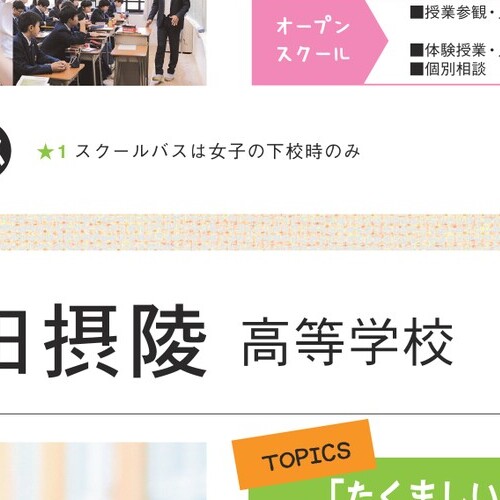 オープン
スクール
■授業参観・
■体験授業・
■個別相談
★1 スクールバスは女子の下校時のみ
田摂陵 高等学校
TOPICS
「たくましい